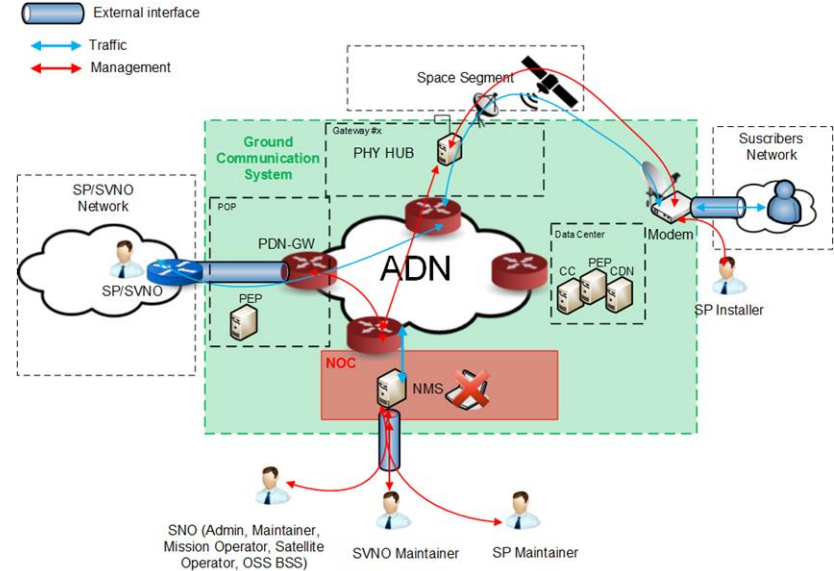 External interface
Traffic
Management
Space Segment
Ground
Communication
System
Gateway #x
PHY HUB
Suscribers
Network
SP/SVNO
Network
POP
PDN-GW
ADN
Data Center
CC
PEP
CDN
Modem
SP/SVNO
PEP
SP Installer
NOC
NMS
SNO (Admin, Maintainer,
Mission Operator, Satellite
Operator, OSS BSS)
SVNO Maintainer
SP Maintainer